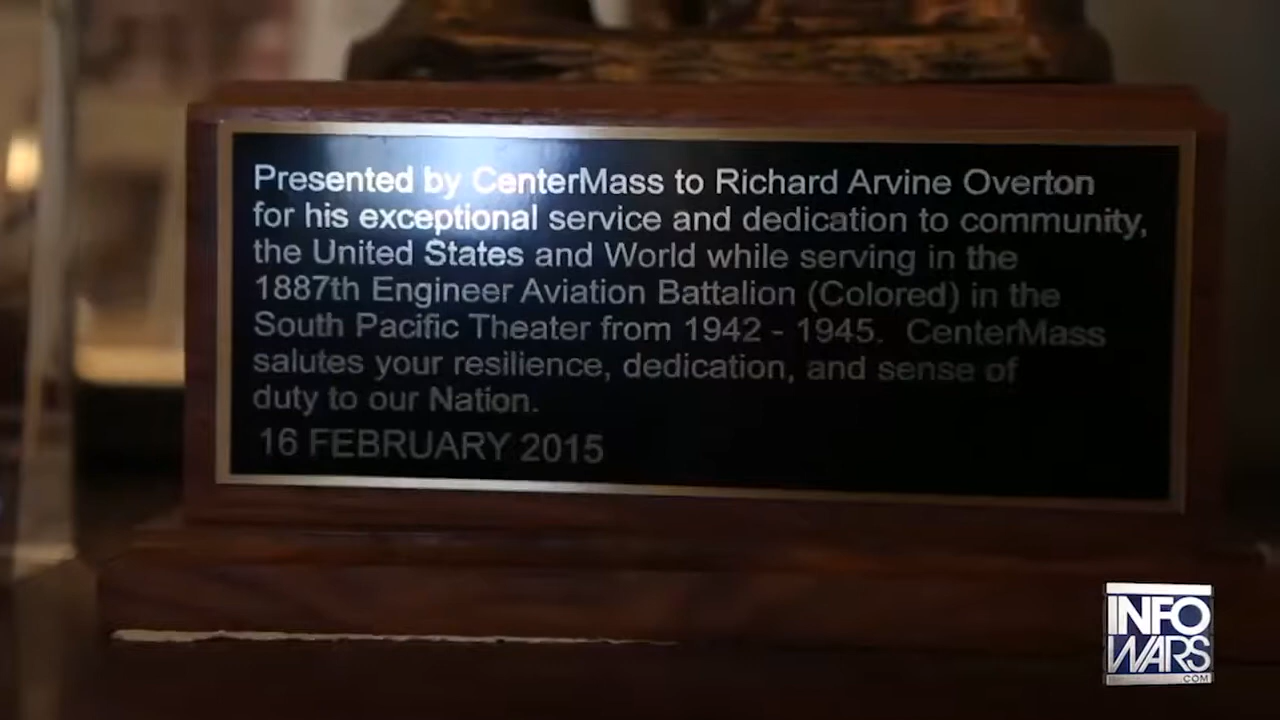 Presented by CenterMass to Richard Arvine Overton
for his exceptional service and dedication to community,
the United States and World while serving in the
1887th Engineer Aviation Battalion (Colored) in the
South Pacific Theater from 1942 - 1945.  CenterMass
salutes your resilience, dedication, and sense of
duty to our Nation.
16 FEBRUARY 2015
INFO
WARS
.COM